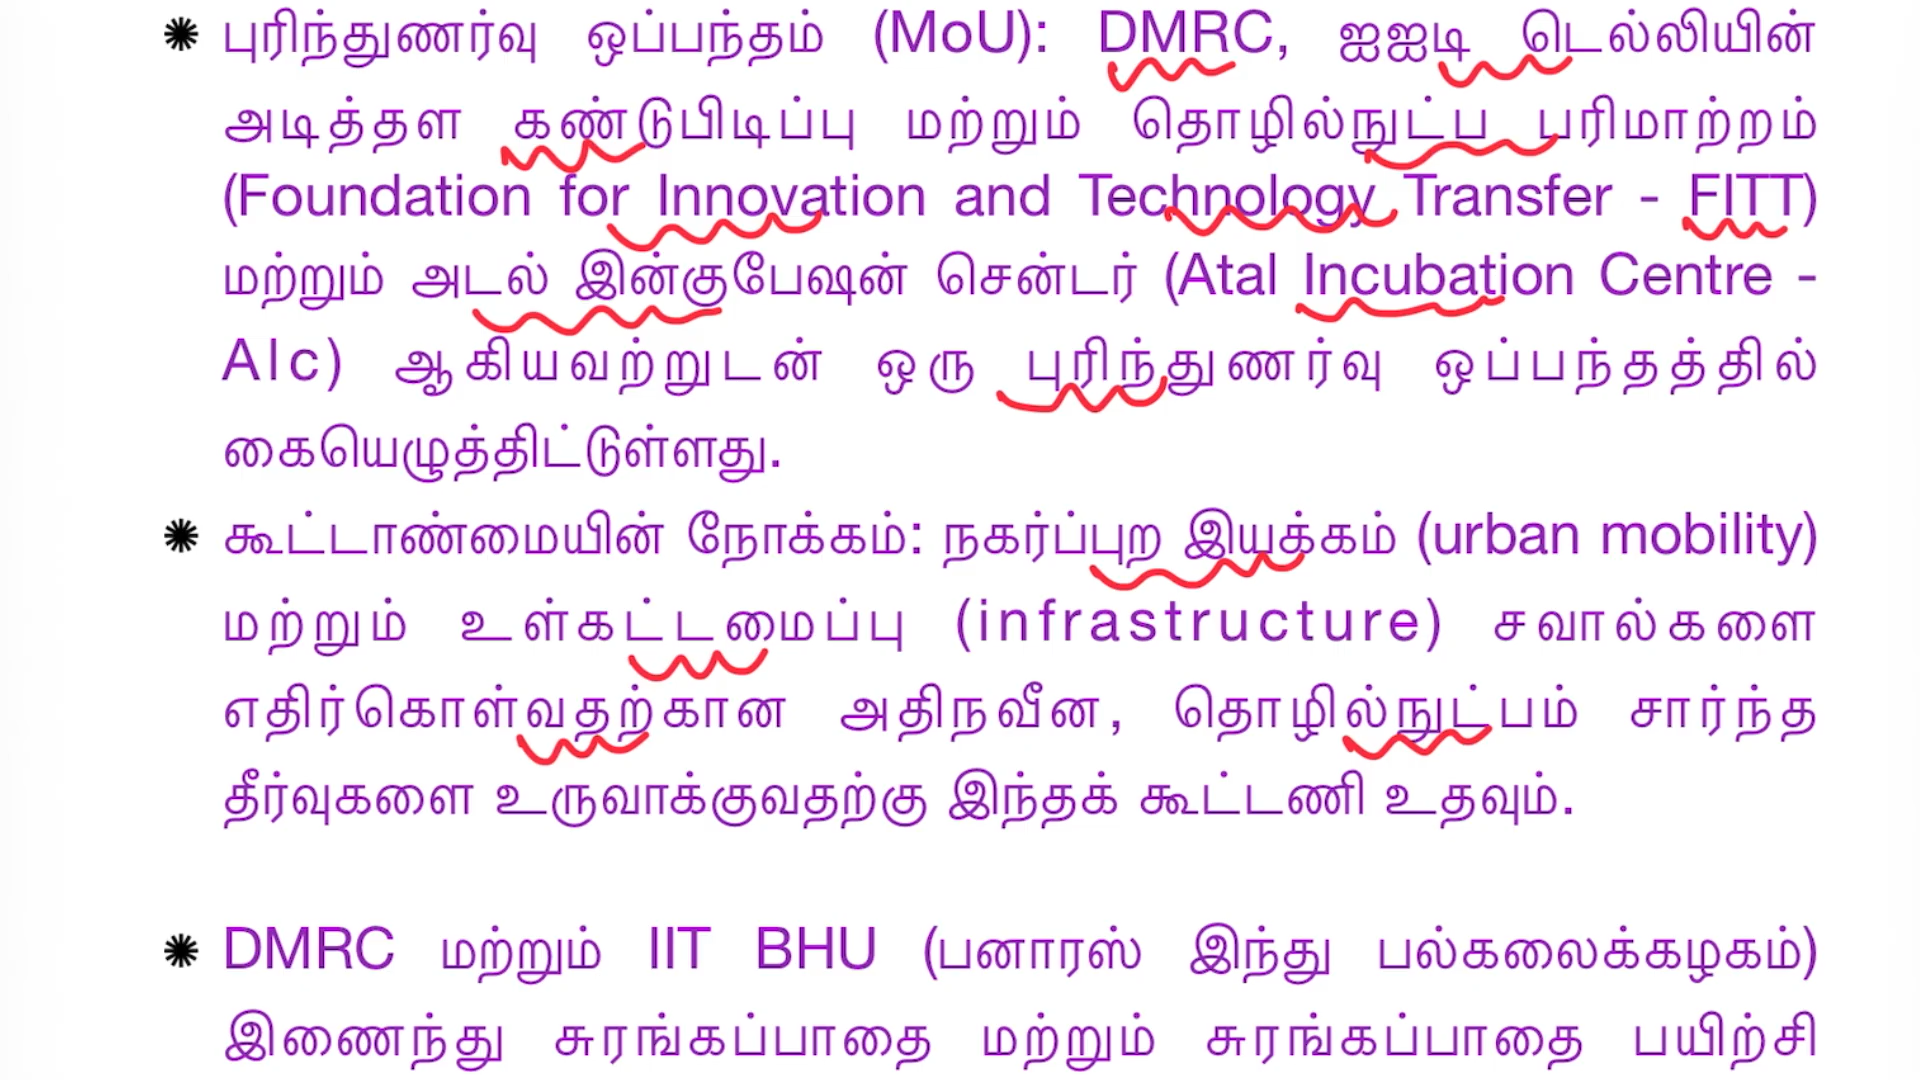 ✺ புரிந்துணர்வு ஒப்பந்தம் (MoU): DMRC, ஐஐடி டெல்லியின்
அடித்தள கண்டுபிடிப்பு மற்றும் தொழில்நுட்ப பரிமாற்றம்
(Foundation for Innovation and Technology Transfer - FITT)
மற்றும் அடல் இன்குபேஷன் சென்டர் (Atal Incubation Centre -
AIc) ஆகியவற்றுடன் ஒரு புரிந்துணர்வு ஒப்பந்தத்தில்
கையெழுத்திட்டுள்ளது.
✺ கூட்டாண்மையின் நோக்கம்: நகர்ப்புற இயக்கம் (urban mobility)
மற்றும் உள்கட்டமைப்பு (infrastructure) சவால்களை
எதிர்கொள்வதற்கான அதிநவீன, தொழில்நுட்பம் சார்ந்த
தீர்வுகளை உருவாக்குவதற்கு இந்தக் கூட்டணி உதவும்.
✺ DMRC மற்றும் IIT BHU (பனாரஸ் இந்து பல்கலைக்கழகம்)
இணைந்து சுரங்கப்பாதை மற்றும் சுரங்கப்பாதை பயிற்சி